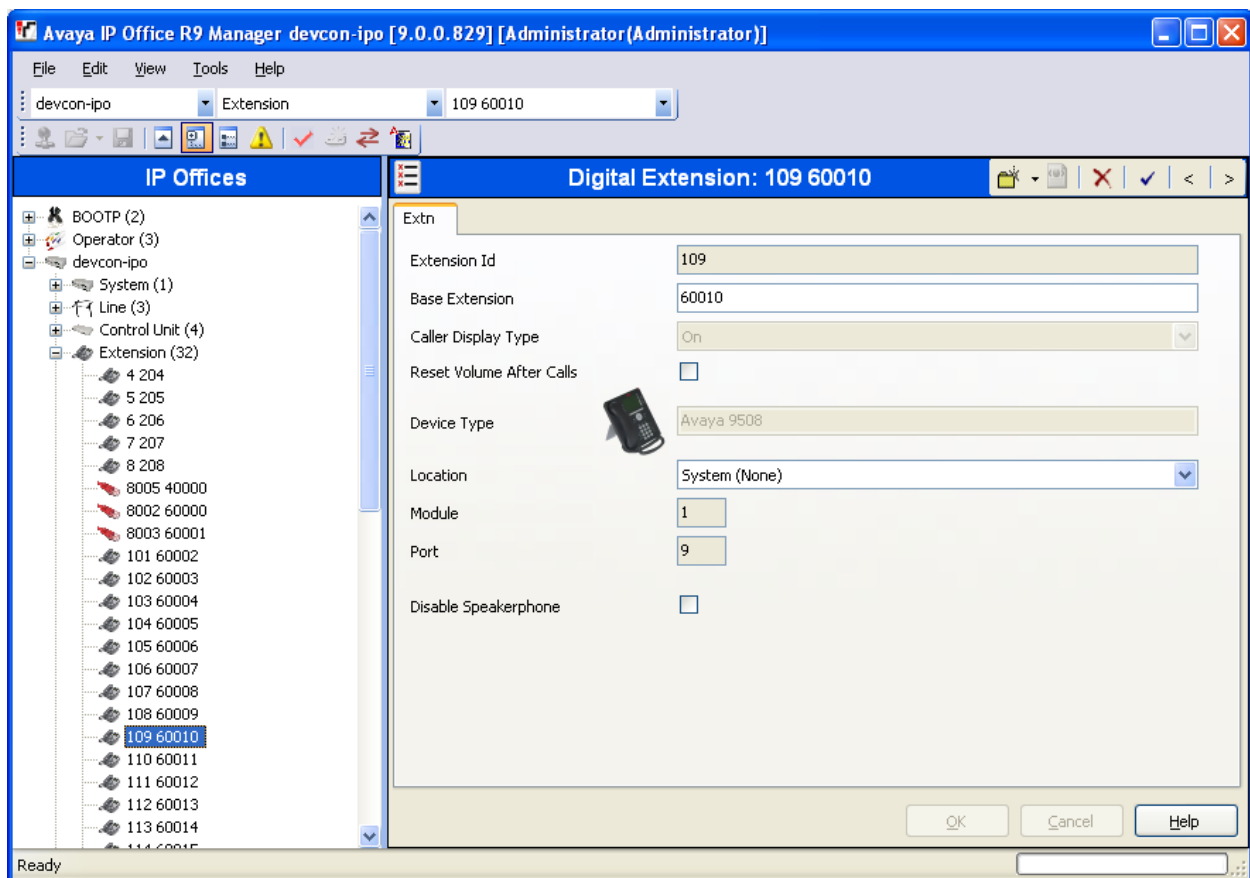 Avaya IP Office R9 Manager devcon-ipo [9.0.0.829] [Administrator(Administrator)]
File Edit View Tools Help
devcon-ipo Extension 109 60010
IP Offices
Digital Extension: 109 60010
BOOTP (2)
Operator (3)
devcon-ipo
System (1)
Line (3)
Control Unit (4)
Extension (32)
4 204
5 205
6 206
7 207
8 208
8005 40000
8002 60000
8003 60001
101 60002
102 60003
103 60004
104 60005
105 60006
106 60007
107 60008
108 60009
109 60010
110 60011
111 60012
112 60013
113 60014
Extn
Extension Id 109
Base Extension 60010
Caller Display Type On
Reset Volume After Calls
Device Type Avaya 9508
Location System (None)
Module 1
Port 9
Disable Speakerphone
OK Cancel Help
Ready